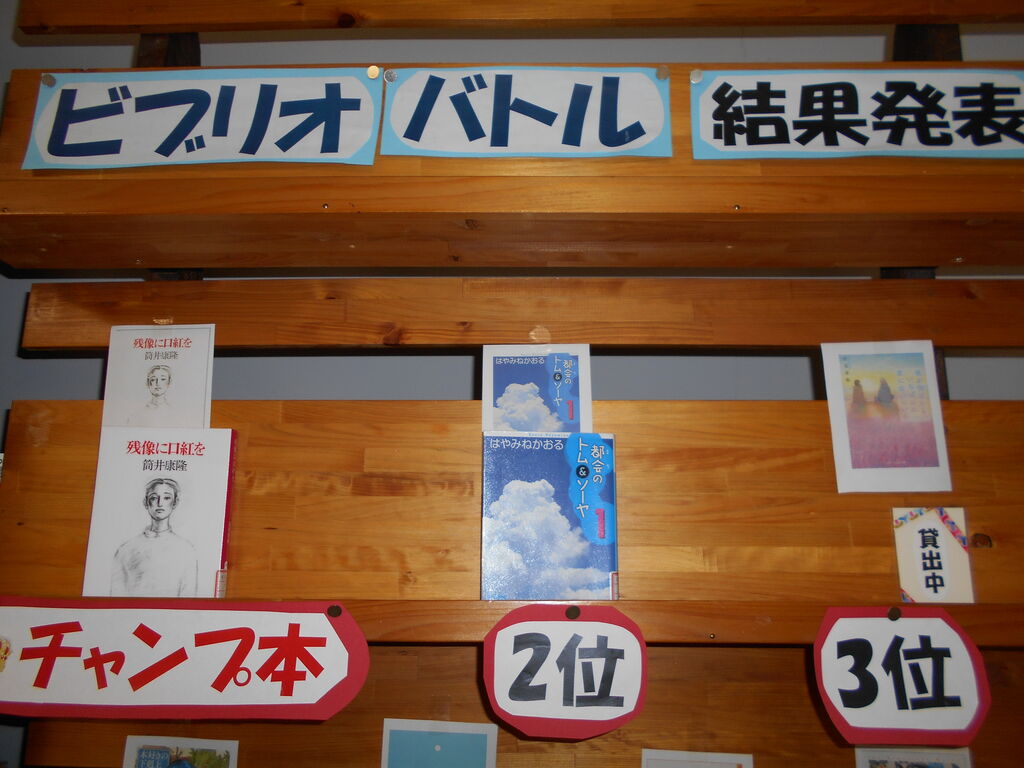 ビブリオ バトル 結果発表
残像に口紅を
筒井康隆
残像に口紅を
筒井康隆
はやみねかおる
都会の
トム&ソーヤ
1
はやみねかおる
都会の
トム&ソーヤ
1
貸出中
チャンプ本
2位
3位